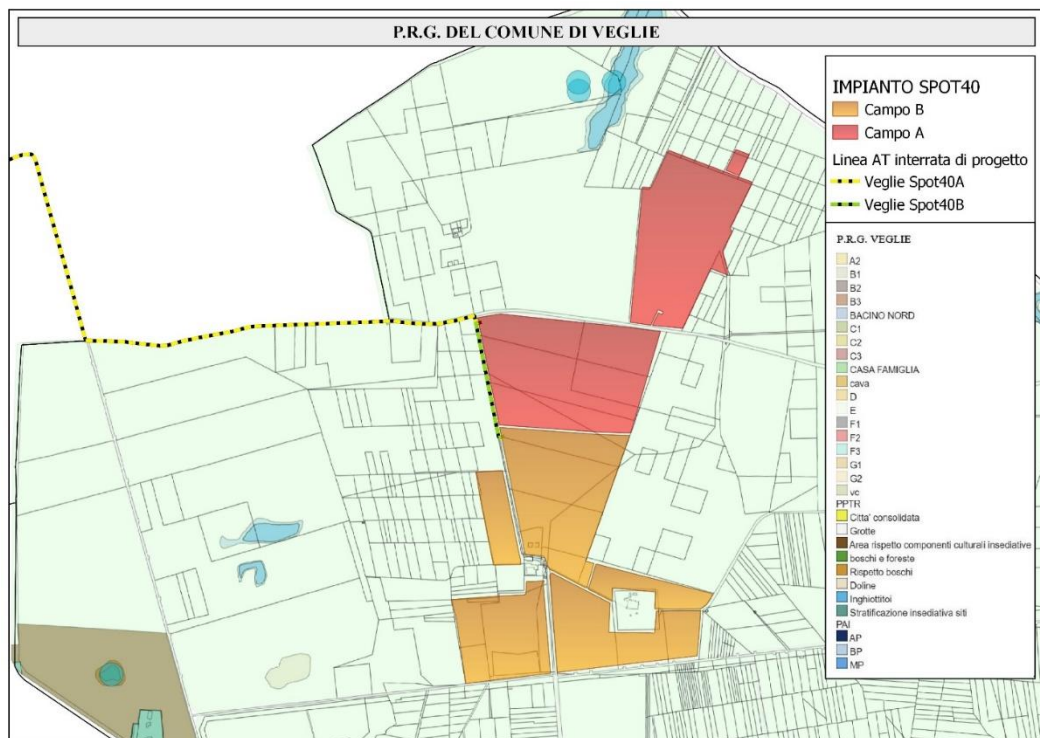 P.R.G. DEL COMUNE DI VEGLIE
IMPIANTO SPOT40
Campo B
Campo A
Linea AT interrata di progetto
Veglie Spot40A
Veglie Spot40B
P.R.G. VEGLIE
A2
B1
B2
B3
BACINO NORD
C1
C2
C3
CASA FAMIGLIA
cava
D
E
F1
F2
F3
G1
G2
vc
PPTR
Citta' consolidata
Grotte
Area rispetto componenti culturali insediative
boschi e foreste
Rispetto boschi
Doline
Inghiottitoi
Stratificazione insediativa siti
PAI
AP
BP
MP